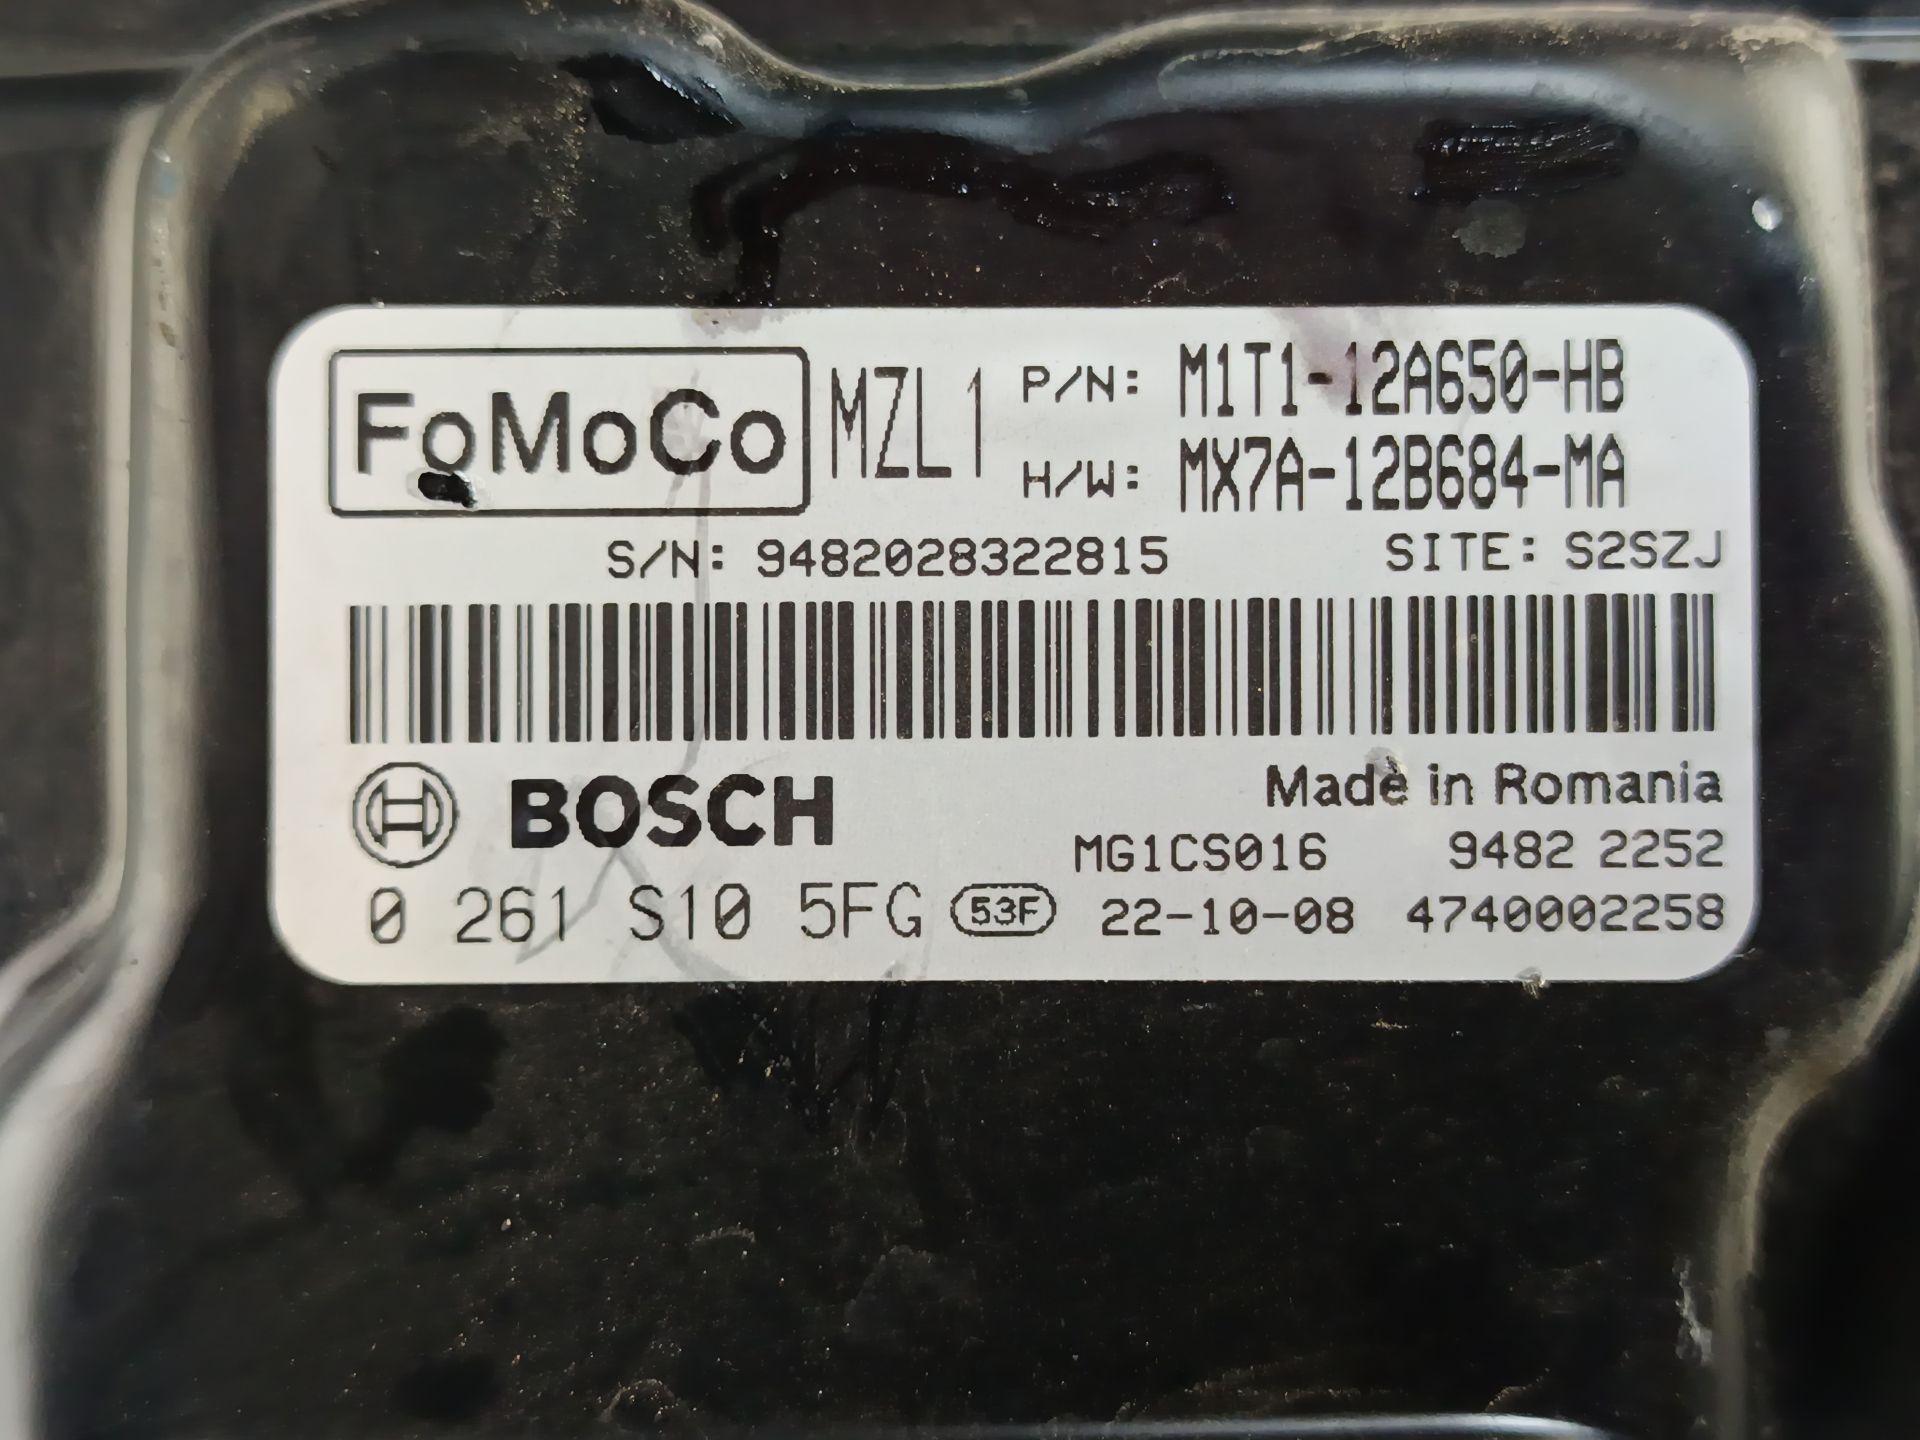 FoMoCo MZL1 P/N: M1T1-12A650-HB
H/W: MX7A-12B684-MA
S/N: 9482028322815 SITE: S2SZJ
BOSCH Made in Romania
MG1CS016 9482 2252
0 261 S10 5FG 53F 22-10-08 4740002258